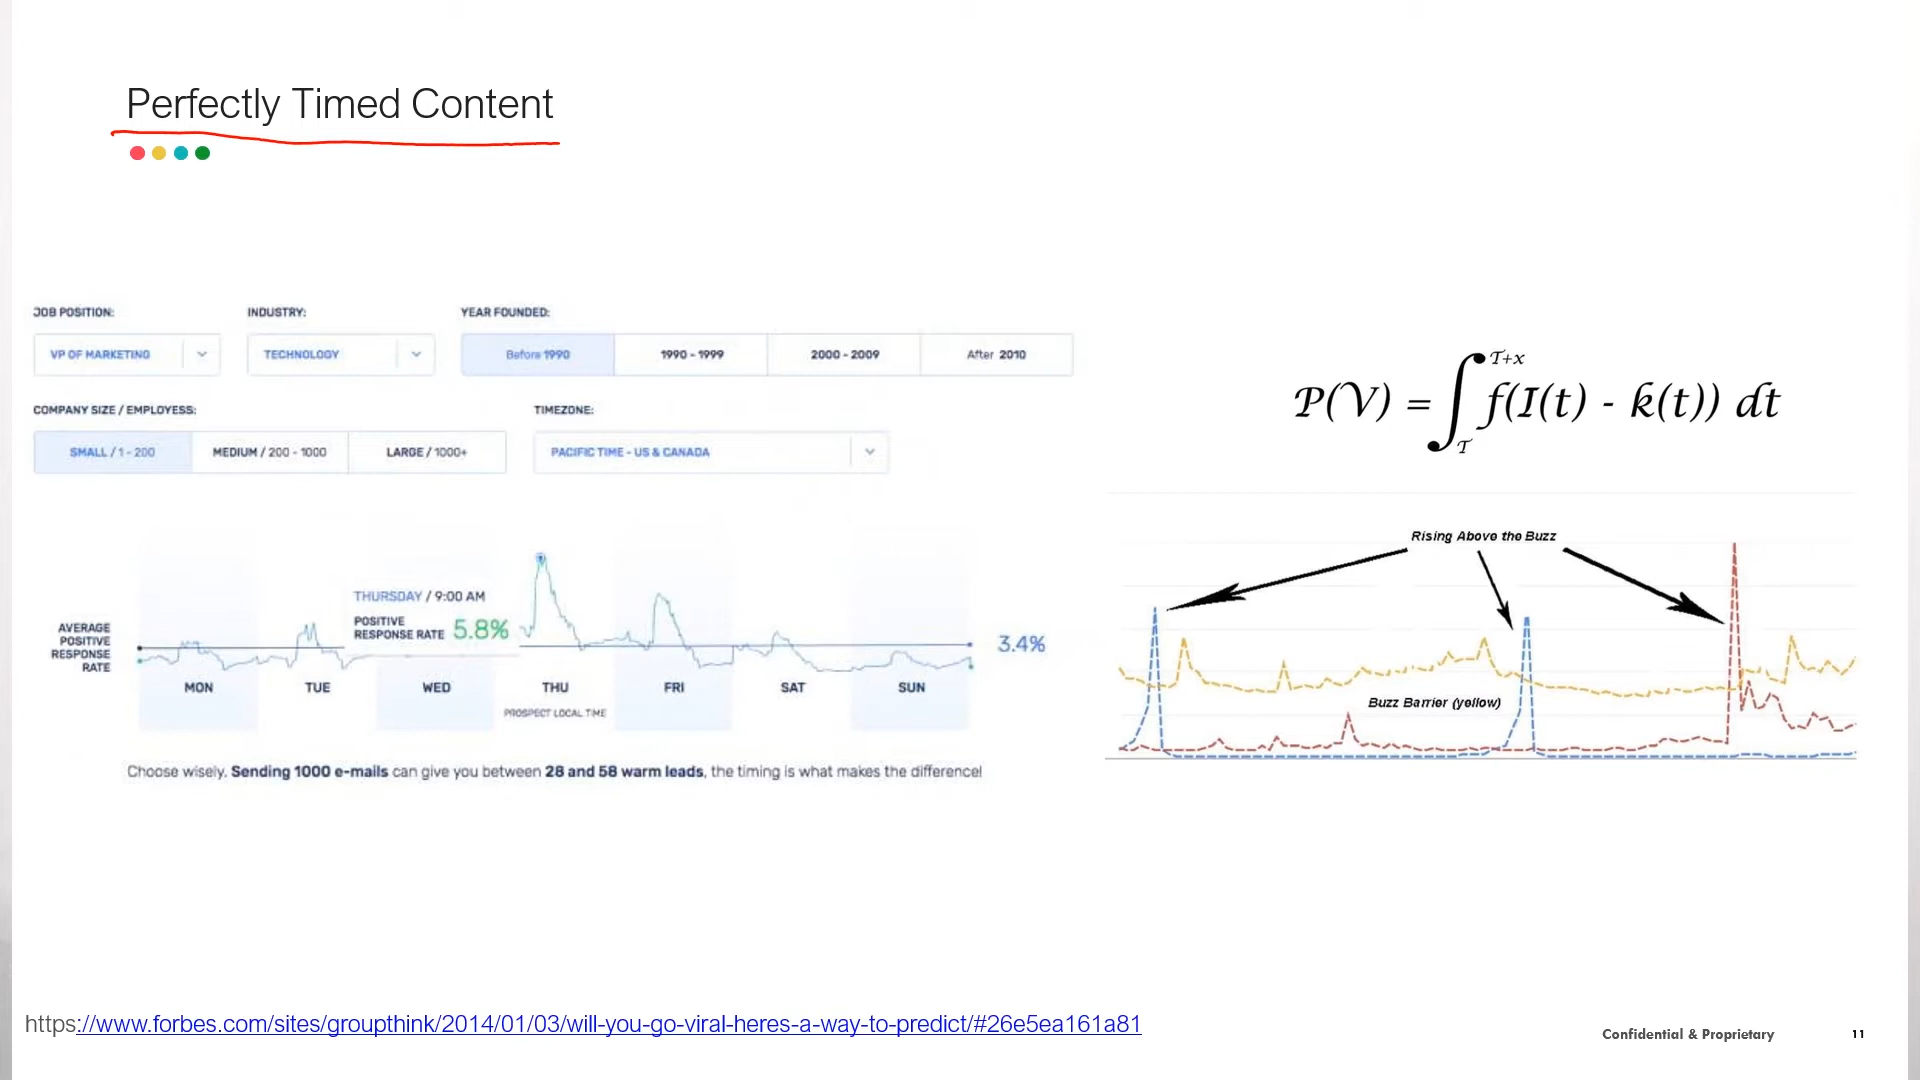 Perfectly Timed Content
JOB POSITION:
INDUSTRY:
YEAR FOUNDED:
VP OF MARKETING
TECHNOLOGY
Before 1990
1990 - 1999
2000 - 2009
After 2010
COMPANY SIZE / EMPLOYESS:
TIMEZONE:
SMALL / 1 - 200
MEDIUM / 200 - 1000
LARGE / 1000+
PACIFIC TIME - US & CANADA
THURSDAY / 9:00 AM
POSITIVE
RESPONSE RATE 5.8%
AVERAGE
POSITIVE
RESPONSE
RATE
3.4%
MON
TUE
WED
THU
FRI
SAT
SUN
PROSPECT LOCAL TIME
Choose wisely. Sending 1000 e-mails can give you between 28 and 58 warm leads, the timing is what makes the difference!
P(V) = ∫ T T+x f(I(t) - k(t)) dt
Rising Above the Buzz
Buzz Barrier (yellow)
https://www.forbes.com/sites/groupthink/2014/01/03/will-you-go-viral-heres-a-way-to-predict/#26e5ea161a81
Confidential & Proprietary
11